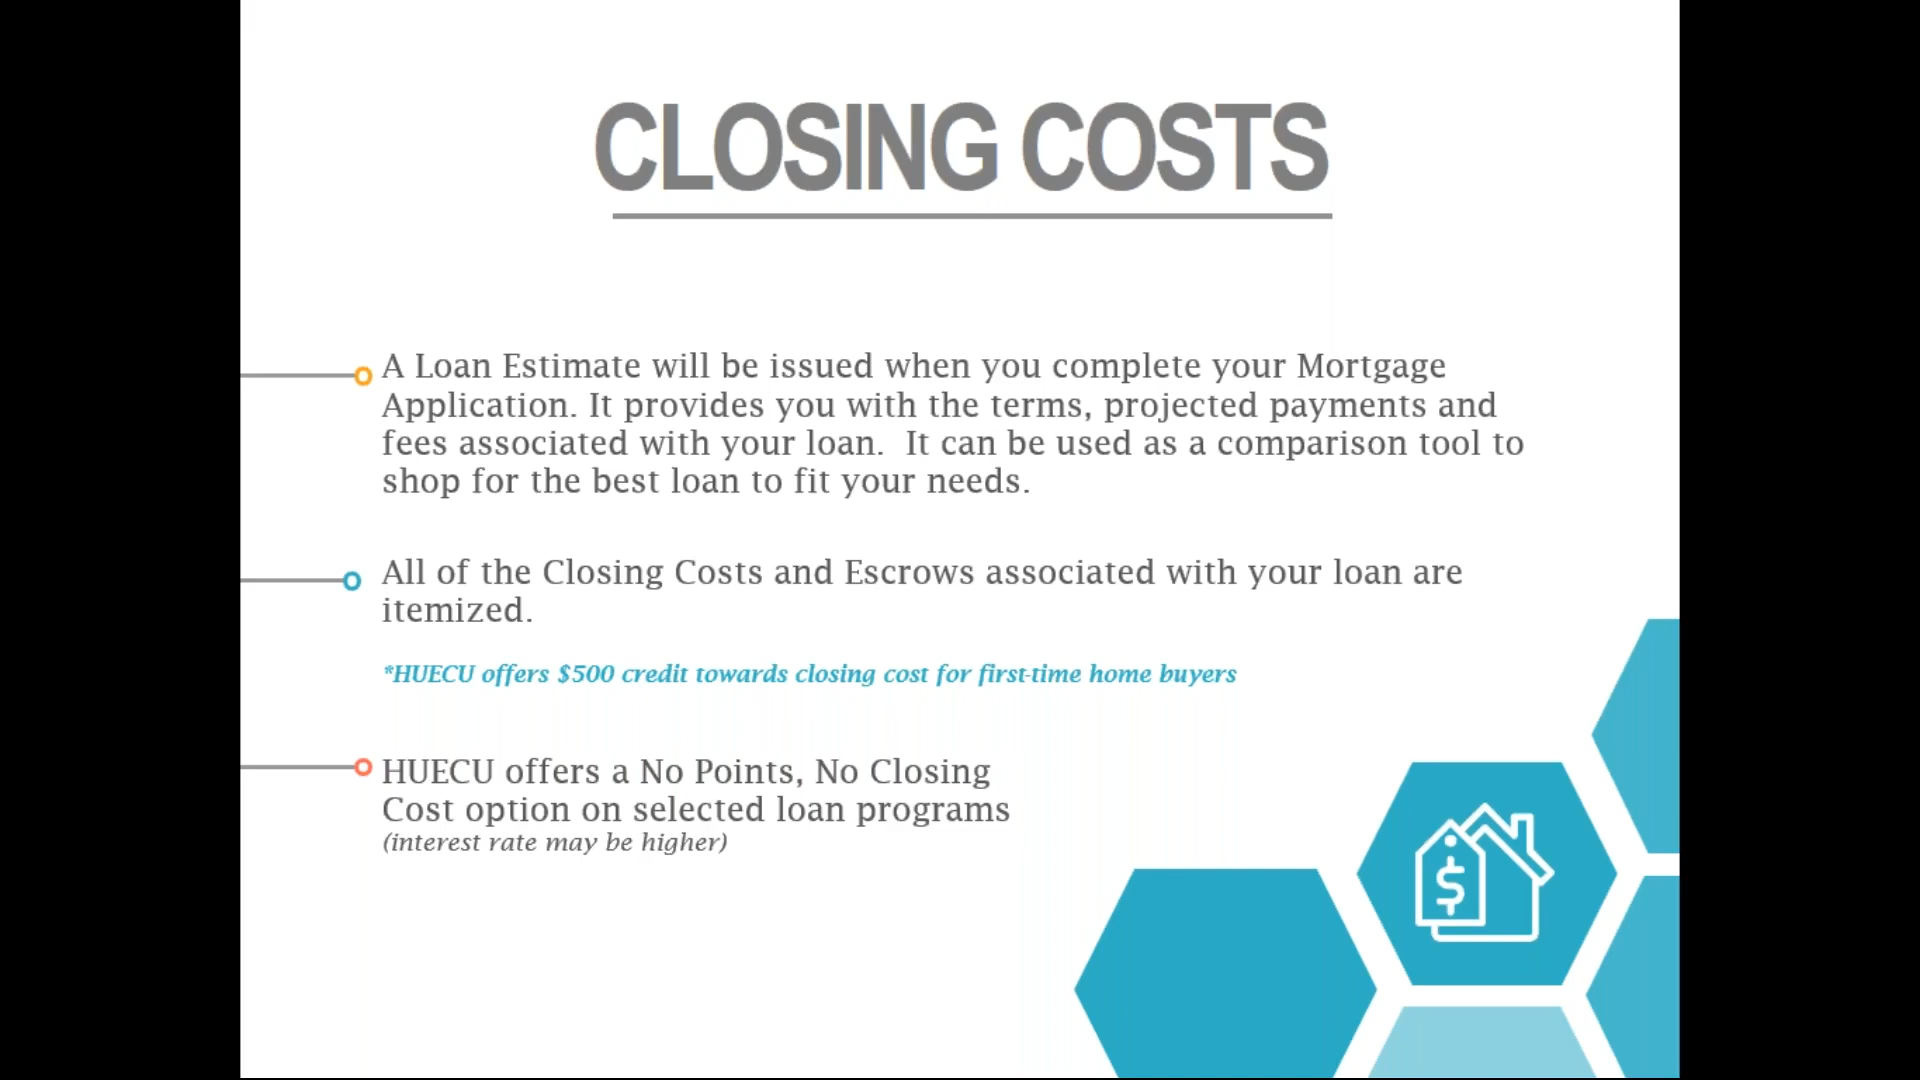 CLOSING COSTS
A Loan Estimate will be issued when you complete your Mortgage
Application. It provides you with the terms, projected payments and
fees associated with your loan.  It can be used as a comparison tool to
shop for the best loan to fit your needs.
All of the Closing Costs and Escrows associated with your loan are
itemized.
*HUECU offers $500 credit towards closing cost for first-time home buyers
HUECU offers a No Points, No Closing
Cost option on selected loan programs
(interest rate may be higher)
$